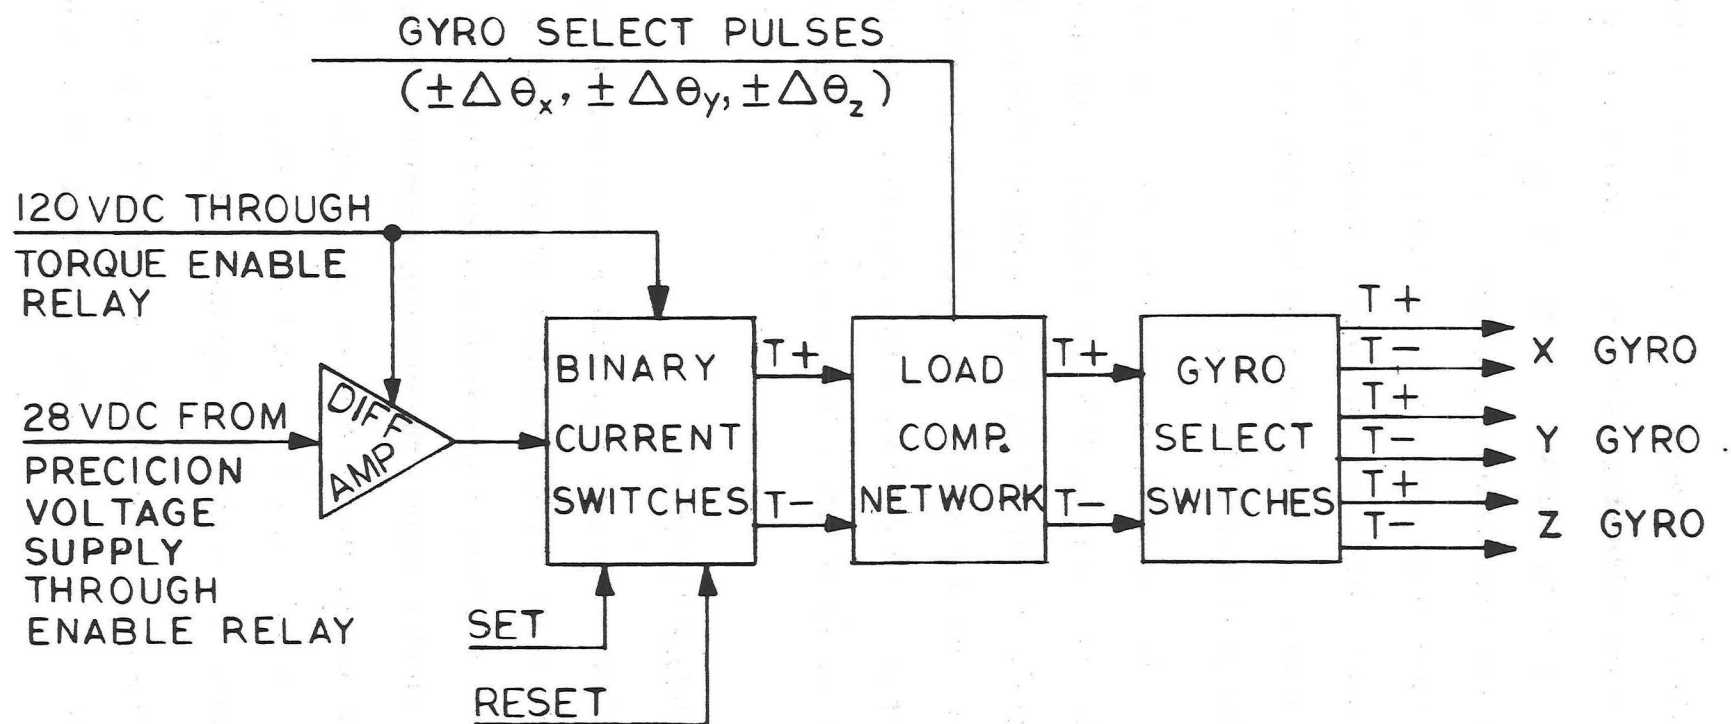 GYRO SELECT PULSES
(±Δθx, ±Δθy, ±Δθz)
120 VDC THROUGH
TORQUE ENABLE
RELAY
28 VDC FROM
PRECICION
VOLTAGE
SUPPLY
THROUGH
ENABLE RELAY
DIFF
AMP
BINARY
CURRENT
SWITCHES
SET
RESET
T+
T-
LOAD
COMP.
NETWORK
T+
T-
GYRO
SELECT
SWITCHES
T+
T-
X GYRO
T+
T-
Y GYRO
T+
T-
Z GYRO